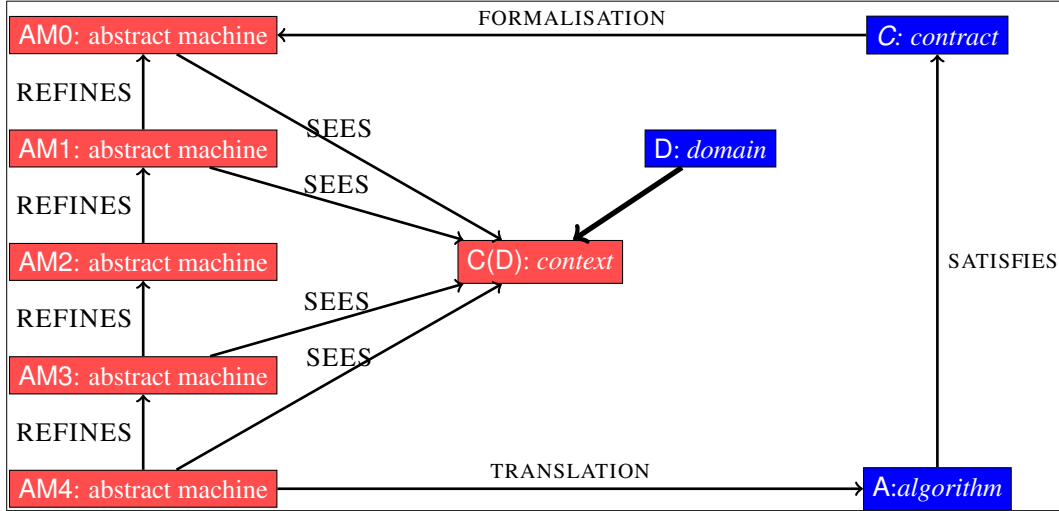 FORMALISATION
AM0: abstract machine
C: contract
REFINES
SEES
AM1: abstract machine
D: domain
SEES
REFINES
AM2: abstract machine
C(D): context
SATISFIES
REFINES
SEES
SEES
AM3: abstract machine
REFINES
TRANSLATION
AM4: abstract machine
A:algorithm